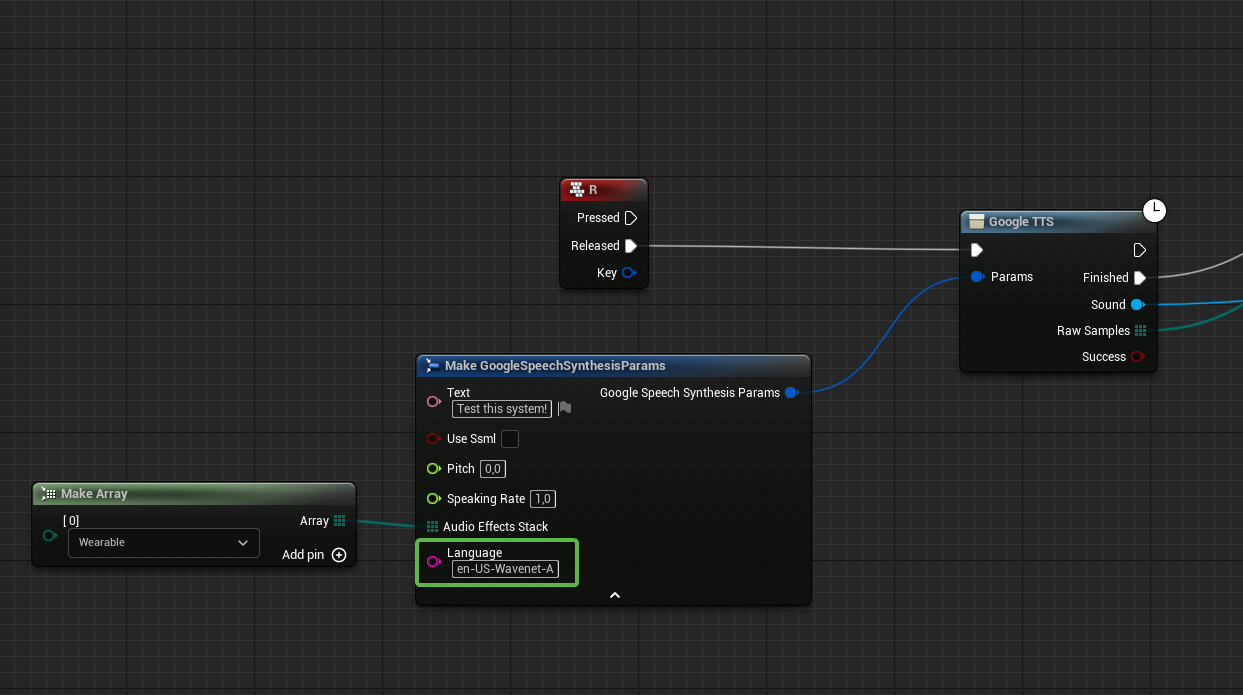 R
Pressed
Released
Key
Google TTS
Params
Finished
Sound
Raw Samples
Success
Make GoogleSpeechSynthesisParams
Text
Google Speech Synthesis Params
Test this system!
Use Ssml
Pitch 0,0
Speaking Rate 1,0
Audio Effects Stack
Language
en-US-Wavenet-A
Make Array
[0]
Array
Wearable
Add pin